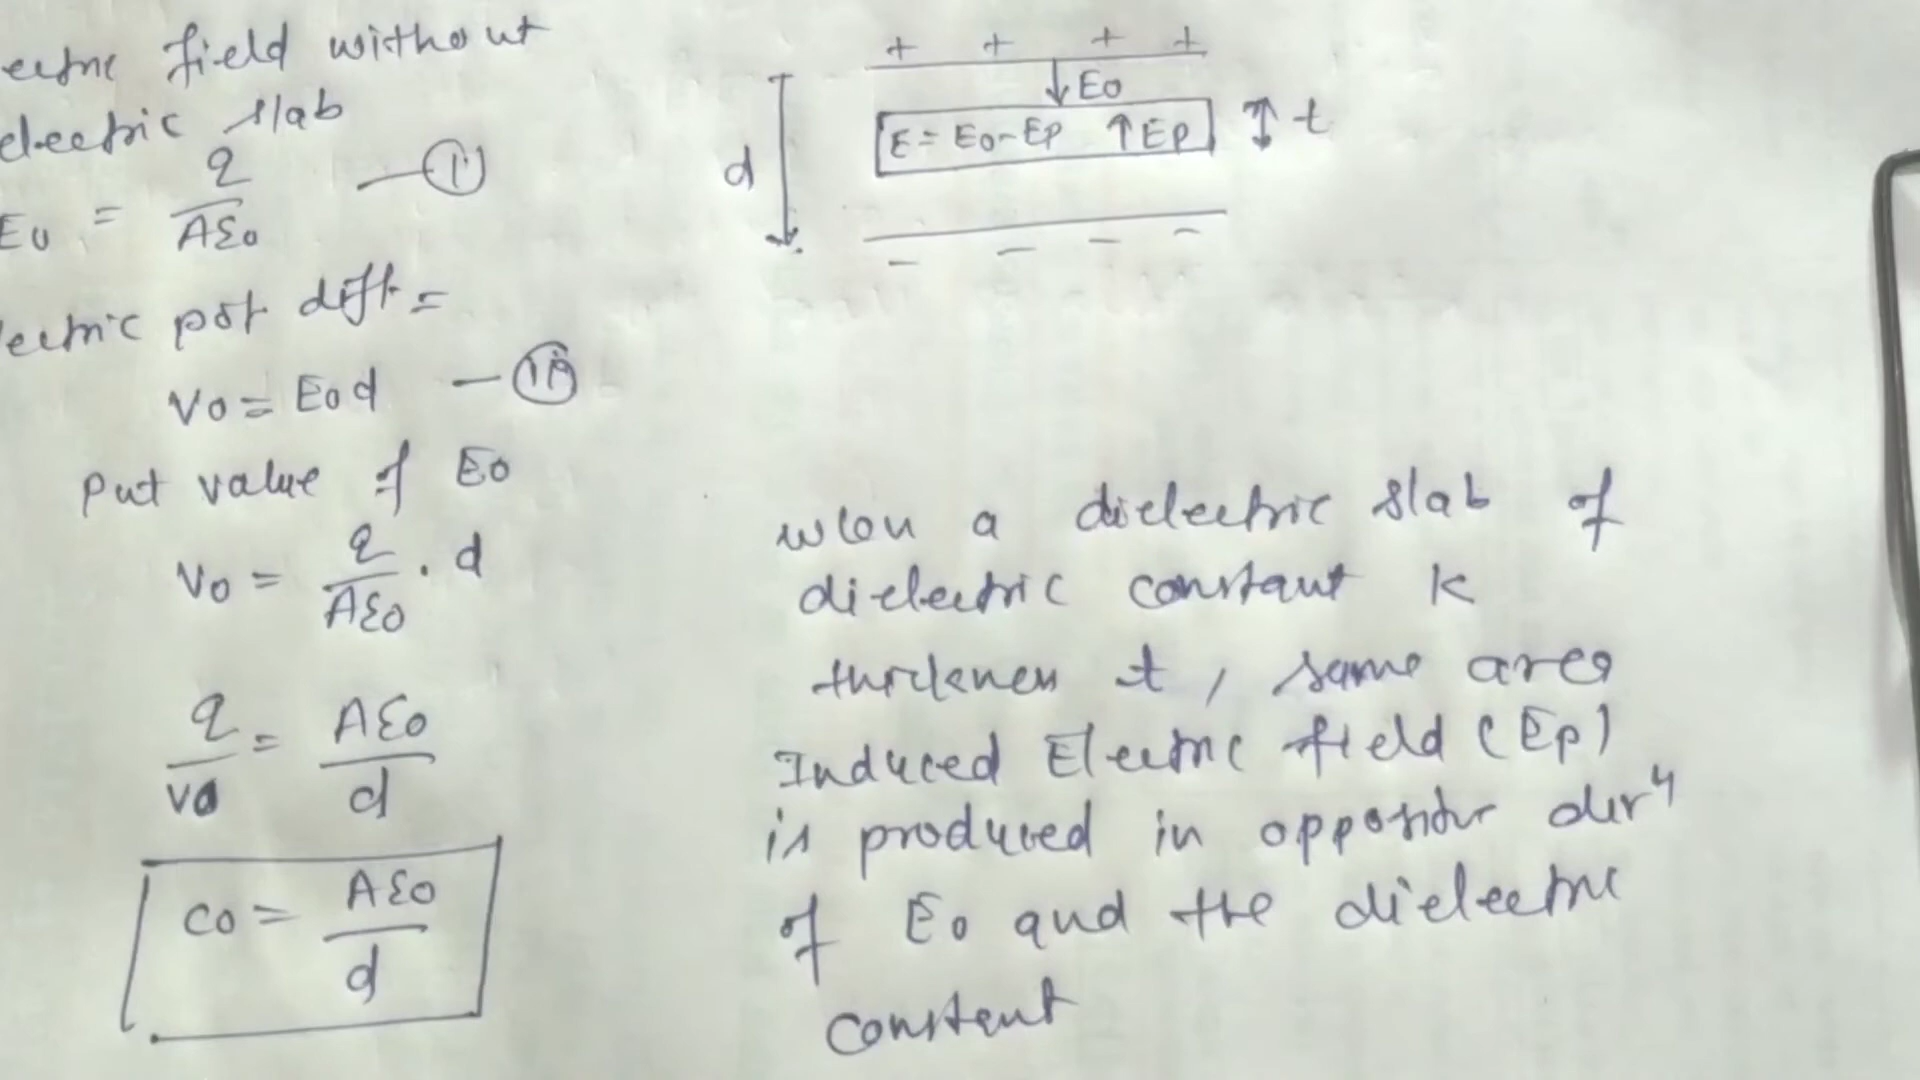 field without
slab
E0 = q/Aε0 —(1)
pot diff =
V0 = E0d —(11)
Put value of E0
V0 = q/Aε0 . d
q/V0 = Aε0/d
C0 = Aε0/d
+ + + +
↓E0
E = E0-Ep ↑Ep
t
d
- - - -
when a dielectric slab of
dielectric constant K
thickness t, same area
Induced Electric field (Ep)
is produced in opposite dirn
of E0 and the dielectric
constant